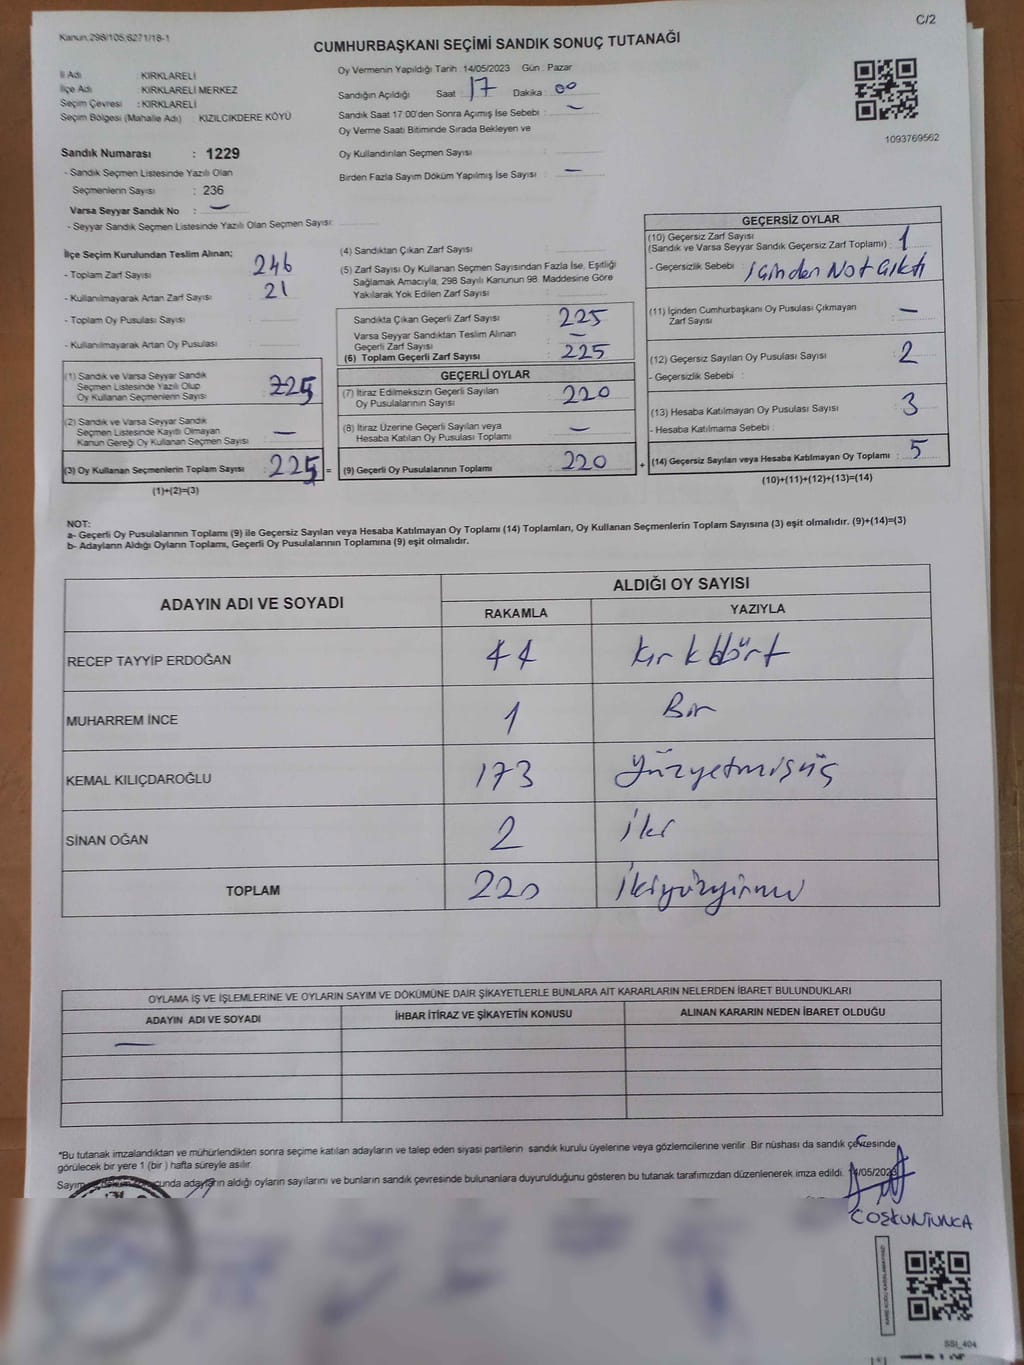 Kanun.298/105,6271/18-1
C/2
CUMHURBAŞKANI SEÇİMİ SANDIK SONUÇ TUTANAĞI
İl Adı : KIRKLARELİ
İlçe Adı : KIRKLARELİ MERKEZ
Seçim Çevresi : KIRKLARELİ
Seçim Bölgesi (Mahalle Adı) : KIZILCIKDERE KÖYÜ
Sandık Numarası : 1229
- Sandık Seçmen Listesinde Yazılı Olan
Seçmenlerin Sayısı : 236
Varsa Seyyar Sandık No : –
- Seyyar Sandık Seçmen Listesinde Yazılı Olan Seçmen Sayısı:
Oy Vermenin Yapıldığı Tarih : 14/05/2023 Gün : Pazar
Sandığın Açıldığı Saat : 17 Dakika : 00
Sandık Saat 17:00'den Sonra Açımış İse Sebebi : –
Oy Verme Saati Bitiminde Sırada Bekleyen ve
Oy Kullandırılan Seçmen Sayısı :
Birden Fazla Sayım Döküm Yapılmış İse Sayısı : –
1093769562
İlçe Seçim Kurulundan Teslim Alınan;
- Toplam Zarf Sayısı : 246
- Kullanılmayarak Artan Zarf Sayısı : 21
- Toplam Oy Pusulası Sayısı :
- Kullanılmayarak Artan Oy Pusulası :
(1) Sandık ve Varsa Seyyar Sandık
Seçmen Listesinde Yazılı Olup
Oy Kullanan Seçmenlerin Sayısı : 225
(2) Sandık ve Varsa Seyyar Sandık
Seçmen Listesinde Kayıtlı Olmayan
Kanun Gereği Oy Kullanan Seçmen Sayısı : –
(3) Oy Kullanan Seçmenlerin Toplam Sayısı : 225 =
(1)+(2)=(3)
(4) Sandıktan Çıkan Zarf Sayısı :
(5) Zarf Sayısı Oy Kullanan Seçmen Sayısından Fazla İse, Eşitliği
Sağlamak Amacıyla, 298 Sayılı Kanunun 98. Maddesine Göre
Yakılarak Yok Edilen Zarf Sayısı :
Sandıkta Çıkan Geçerli Zarf Sayısı : 225
Varsa Seyyar Sandıktan Teslim Alınan
Geçerli Zarf Sayısı : –
(6) Toplam Geçerli Zarf Sayısı : 225
GEÇERLİ OYLAR
(7) İtiraz Edilmeksizin Geçerli Sayılan
Oy Pusulalarının Sayısı : 220
(8) İtiraz Üzerine Geçerli Sayılan veya
Hesaba Katılan Oy Pusulası Toplamı : –
(9) Geçerli Oy Pusulalarının Toplamı : 220 +
GEÇERSİZ OYLAR
(10) Geçersiz Zarf Sayısı
(Sandık ve Varsa Seyyar Sandık Geçersiz Zarf Toplamı) : 1
- Geçersizlik Sebebi : içinden Not Çıktı
(11) İçinden Cumhurbaşkanı Oy Pusulası Çıkmayan
Zarf Sayısı : –
(12) Geçersiz Sayılan Oy Pusulası Sayısı : 2
- Geçersizlik Sebebi :
(13) Hesaba Katılmayan Oy Pusulası Sayısı : 3
- Hesaba Katılmama Sebebi :
(14) Geçersiz Sayılan veya Hesaba Katılmayan Oy Toplamı : 5
(10)+(11)+(12)+(13)=(14)
NOT:
a- Geçerli Oy Pusulalarının Toplamı (9) ile Geçersiz Sayılan veya Hesaba Katılmayan Oy Toplamı (14) Toplamları, Oy Kullanan Seçmenlerin Toplam Sayısına (3) eşit olmalıdır. (9)+(14)=(3)
b- Adayların Aldığı Oyların Toplamı, Geçerli Oy Pusulalarının Toplamına (9) eşit olmalıdır.
ADAYIN ADI VE SOYADI
ALDIĞI OY SAYISI
RAKAMLA YAZIYLA
RECEP TAYYİP ERDOĞAN 44 Kırkdört
MUHARREM İNCE 1 Bir
KEMAL KILIÇDAROĞLU 173 yüzyetmişüç
SİNAN OĞAN 2 iki
TOPLAM 220 ikiyüzyirmi
OYLAMA İŞ VE İŞLEMLERİNE VE OYLARIN SAYIM VE DÖKÜMÜNE DAİR ŞİKAYETLERLE BUNLARA AİT KARARLARIN NELERDEN İBARET BULUNDUKLARI
ADAYIN ADI VE SOYADI İHBAR İTİRAZ VE ŞİKAYETİN KONUSU ALINAN KARARIN NEDEN İBARET OLDUĞU
–
*Bu tutanak imzalandıktan ve mühürlendikten sonra seçime katılan adayların ve talep eden siyasi partilerin sandık kurulu üyelerine veya gözlemcilerine verilir. Bir nüshası da sandık çevresinde
görülecek bir yere 1 (bir ) hafta süreyle asılır.
adayların aldığı oyların sayılarını ve bunların sandık çevresinde bulunanlara duyurulduğunu gösteren bu tutanak tarafımızdan düzenlenerek imza edildi. 14/05/2023
COŞKUN TUNCA
SSI_404